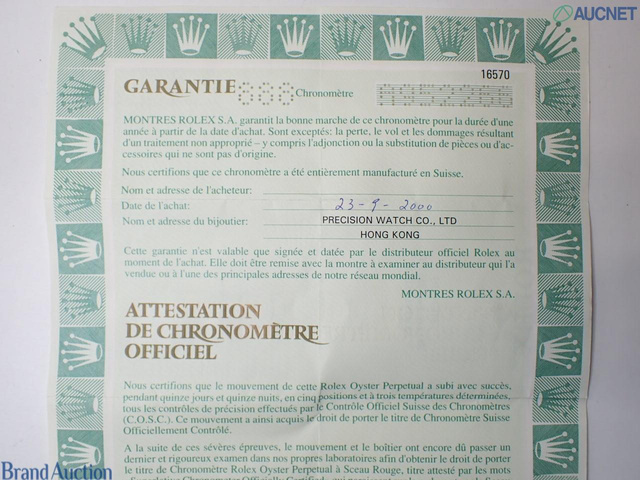 AUCNET
16570
GARANTIE 888 Chronomètre
MONTRES ROLEX S.A. garantit la bonne marche de ce chronomètre pour la durée d'une
année à partir de la date d'achat. Sont exceptés: la perte, le vol et les dommages résultant
d'un traitement non approprié – y compris l'adjonction ou la substitution de pièces ou d'ac-
cessoires qui ne sont pas d'origine.
Nous certifions que ce chronomètre a été entièrement manufacturé en Suisse.
Nom et adresse de l'acheteur:
Date de l'achat: 23-9-2000
Nom et adresse du bijoutier: PRECISION WATCH CO., LTD
HONG KONG
Cette garantie n'est valable que signée et datée par le distributeur officiel Rolex au
moment de l'achat. Elle doit être remise avec la montre à examiner au distributeur qui l'a
vendue ou à l'une des principales adresses de notre réseau mondial.
MONTRES ROLEX S.A.
ATTESTATION
DE CHRONOMÈTRE
OFFICIEL
Nous certifions que le mouvement de cette Rolex Oyster Perpetual a subi avec succès,
pendant quinze jours et quinze nuits, en cinq positions et à trois températures déterminées,
tous les contrôles de précision effectués par le Contrôle Officiel Suisse des Chronomètres
(C.O.S.C.). Ce mouvement a ainsi acquis le droit de porter le titre de Chronomètre Suisse
Officiellement Contrôlé.
A la suite de ces sévères épreuves, le mouvement et le boîtier ont encore dû passer un
dernier et rigoureux examen dans nos propres laboratoires afin d'obtenir le droit de porter
le titre de Chronomètre Rolex Oyster Perpetual à Sceau Rouge, titre attesté par les mots
Brand Auction